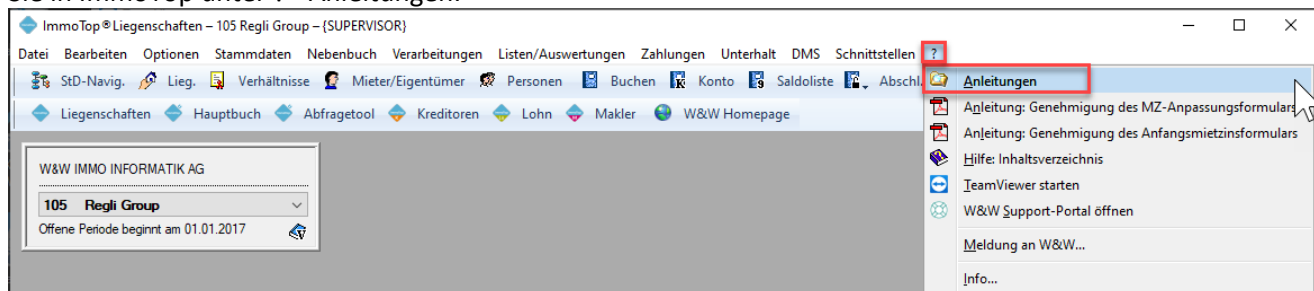 ImmoTop®Liegenschaften – 105 Regli Group – {SUPERVISOR}
Datei Bearbeiten Optionen Stammdaten Nebenbuch Verarbeitungen Listen/Auswertungen Zahlungen Unterhalt DMS Schnittstellen ?
StD-Navig. Lieg. Verhältnisse Mieter/Eigentümer Personen Buchen Konto Saldoliste Abschl.
Liegenschaften Hauptbuch Abfragetool Kreditoren Lohn Makler W&W Homepage
W&W IMMO INFORMATIK AG
105 Regli Group
Offene Periode beginnt am 01.01.2017
Anleitungen
Anleitung: Genehmigung des MZ-Anpassungsformulars
Anleitung: Genehmigung des Anfangsmietzinsformulars
Hilfe: Inhaltsverzeichnis
TeamViewer starten
W&W Support-Portal öffnen
Meldung an W&W...
Info...